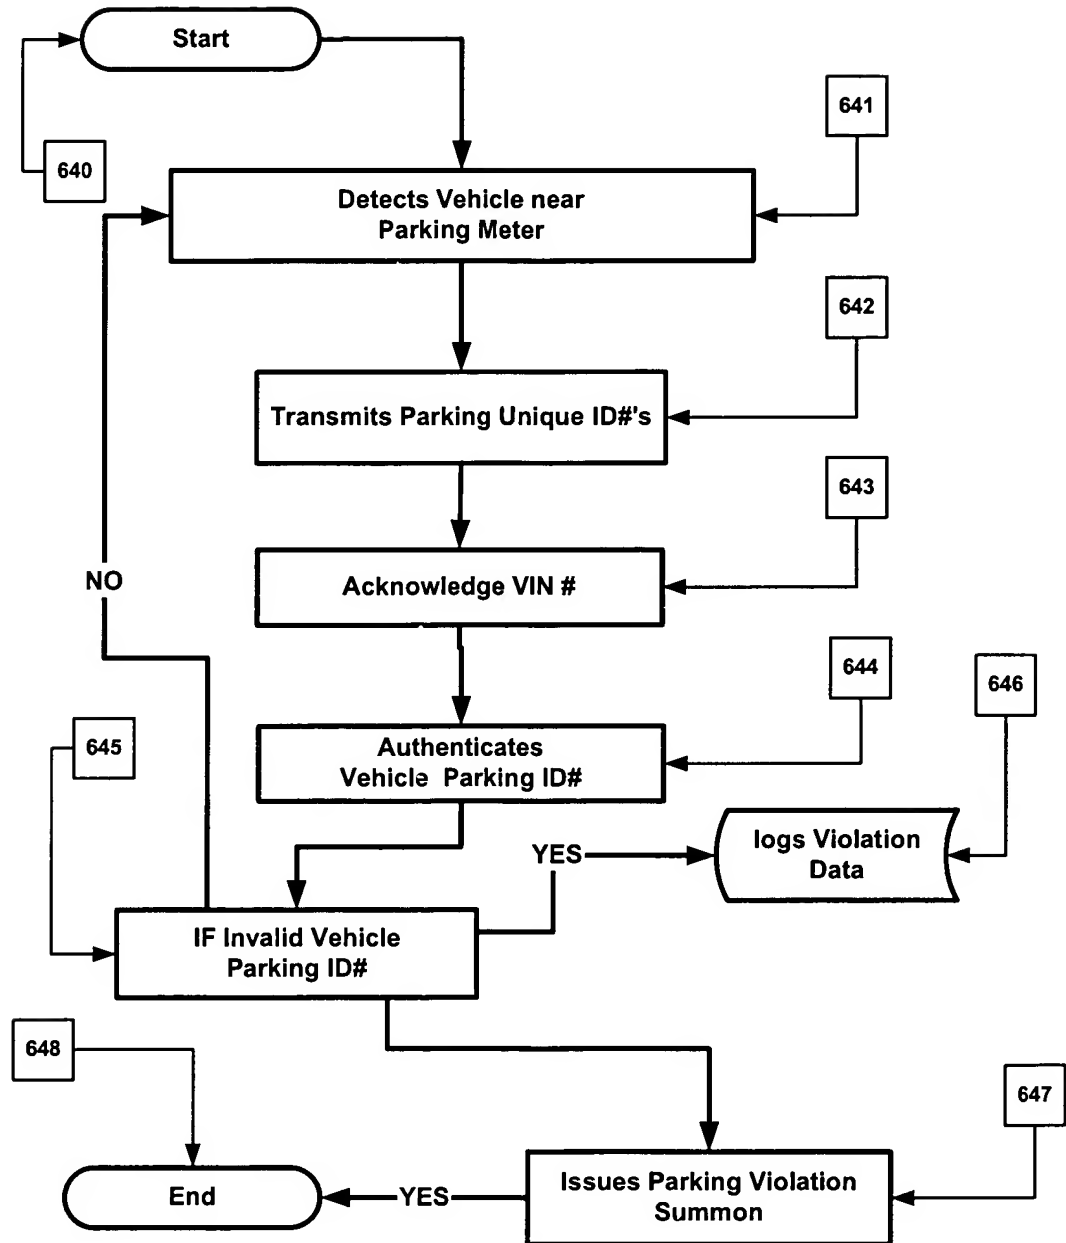 Start
641
640
Detects Vehicle near
Parking Meter
642
Transmits Parking Unique ID#'s
643
NO
Acknowledge VIN #
644
646
645
Authenticates
Vehicle Parking ID#
YES
logs Violation
Data
IF Invalid Vehicle
Parking ID#
648
647
End
YES
Issues Parking Violation
Summon